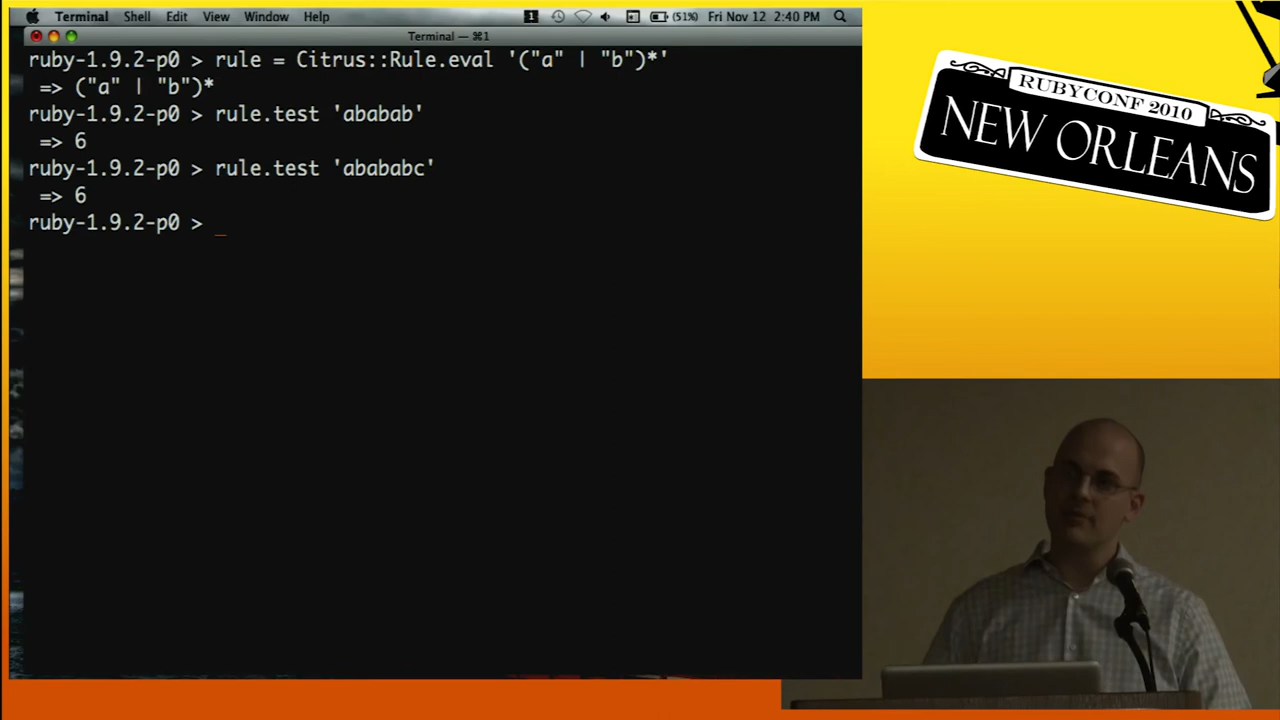 Terminal Shell Edit View Window Help 1 (51%) Fri Nov 12 2:40 PM
Terminal — ⌘1
ruby-1.9.2-p0 > rule = Citrus::Rule.eval '("a" | "b")*'
=> ("a" | "b")*
ruby-1.9.2-p0 > rule.test 'ababab'
=> 6
ruby-1.9.2-p0 > rule.test 'abababc'
=> 6
ruby-1.9.2-p0 > _
RUBYCONF 2010
NEW ORLEANS